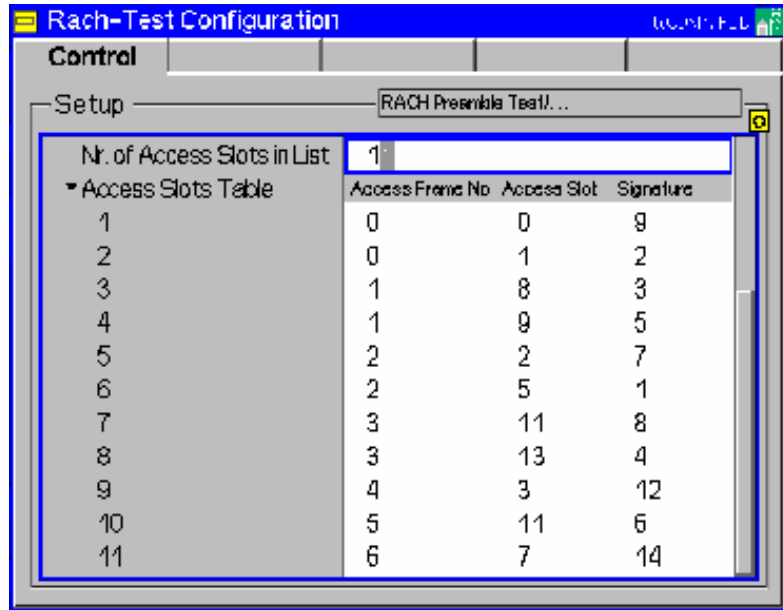 Rach-Test Configuration
Control
Setup
RACH Preamble Test/...
Nr. of Access Slots in List 1
Access Slots Table Access Frame No Access Slot Signature
1 0 0 9
2 0 1 2
3 1 8 3
4 1 9 5
5 2 2 7
6 2 5 1
7 3 11 8
8 3 13 4
9 4 3 12
10 5 11 6
11 6 7 14